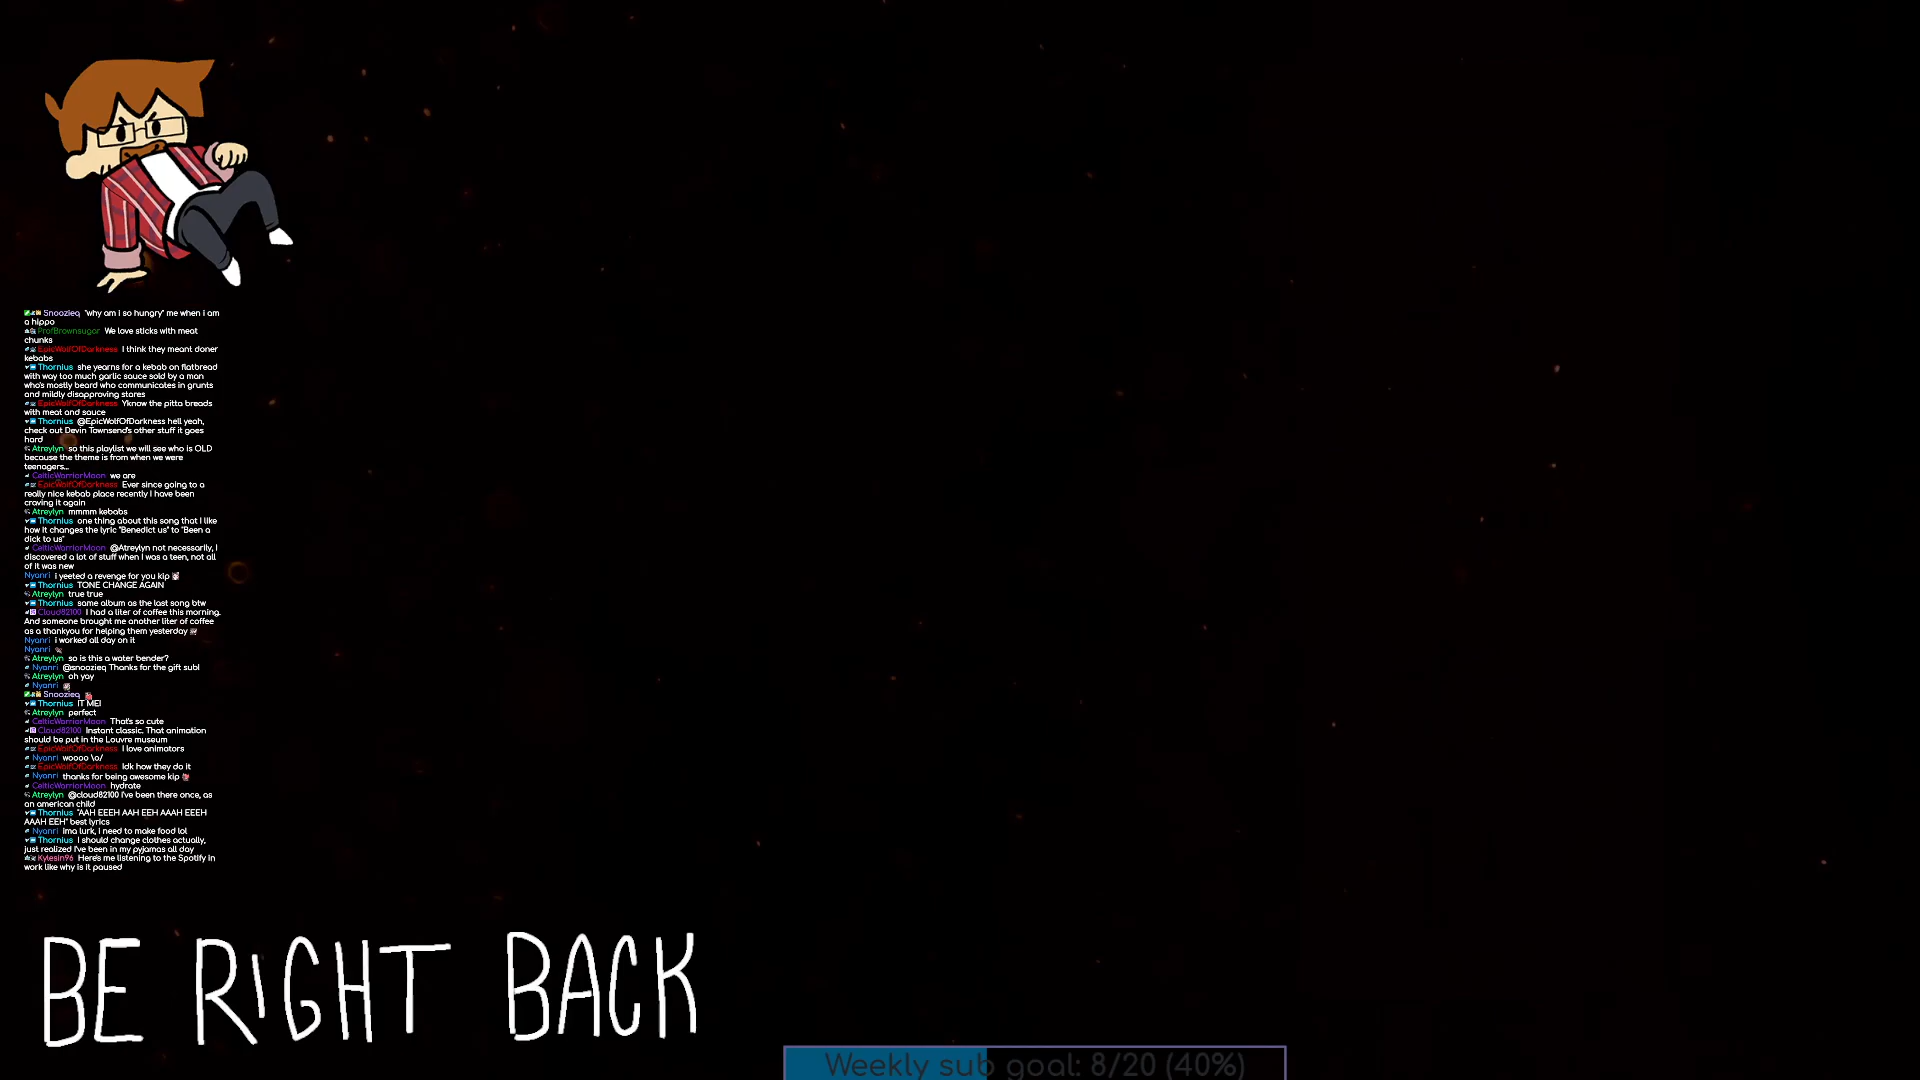 Snoozieq "why am i so hungry" me when i am
a hippo
ProfBrownsugar We love sticks with meat
chunks
EpicWolfOfDarkness I think they meant doner
kebabs
Thornius she yearns for a kebab on flatbread
with way too much garlic sauce sold by a man
who's mostly beard who communicates in grunts
and mildly disapproving stares
EpicWolfOfDarkness Yknow the pitta breads
with meat and sauce
Thornius @EpicWolfOfDarkness hell yeah,
check out Devin Townsend's other stuff it goes
hard
Atreylyn so this playlist we will see who is OLD
because the theme is from when we were
teenagers...
CelticWarriorMoon we are
EpicWolfOfDarkness Ever since going to a
really nice kebab place recently I have been
craving it again
Atreylyn mmmm kebabs
Thornius one thing about this song that I like
how it changes the lyric "Benedict us" to "Been a
dick to us"
CelticWarriorMoon @Atreylyn not necessarily, I
discovered a lot of stuff when I was a teen, not all
of it was new
Nyanri i yeeted a revenge for you kip
Thornius TONE CHANGE AGAIN
Atreylyn true true
Thornius same album as the last song btw
Cloud82100 I had a liter of coffee this morning.
And someone brought me another liter of coffee
as a thankyou for helping them yesterday
Nyanri i worked all day on it
Nyanri
Atreylyn so is this a water bender?
Nyanri @snoozieq Thanks for the gift sub!
Atreylyn oh yay
Nyanri
Snoozieq
Thornius IT ME!
Atreylyn perfect
CelticWarriorMoon That's so cute
Cloud82100 Instant classic. That animation
should be put in the Louvre museum
EpicWolfOfDarkness I love animators
Nyanri woooo \o/
EpicWolfOfDarkness Idk how they do it
Nyanri thanks for being awesome kip
CelticWarriorMoon hydrate
Atreylyn @cloud82100 I've been there once, as
an american child
Thornius "AAH EEEH AAH EEH AAAH EEEH
AAAH EEH" best lyrics
Nyanri ima lurk, i need to make food lol
Thornius I should change clothes actually,
just realized I've been in my pyjamas all day
Kylesin96 Here's me listening to the Spotify in
work like why is it paused
BE RIGHT BACK
Weekly sub goal: 8/20 (40%)